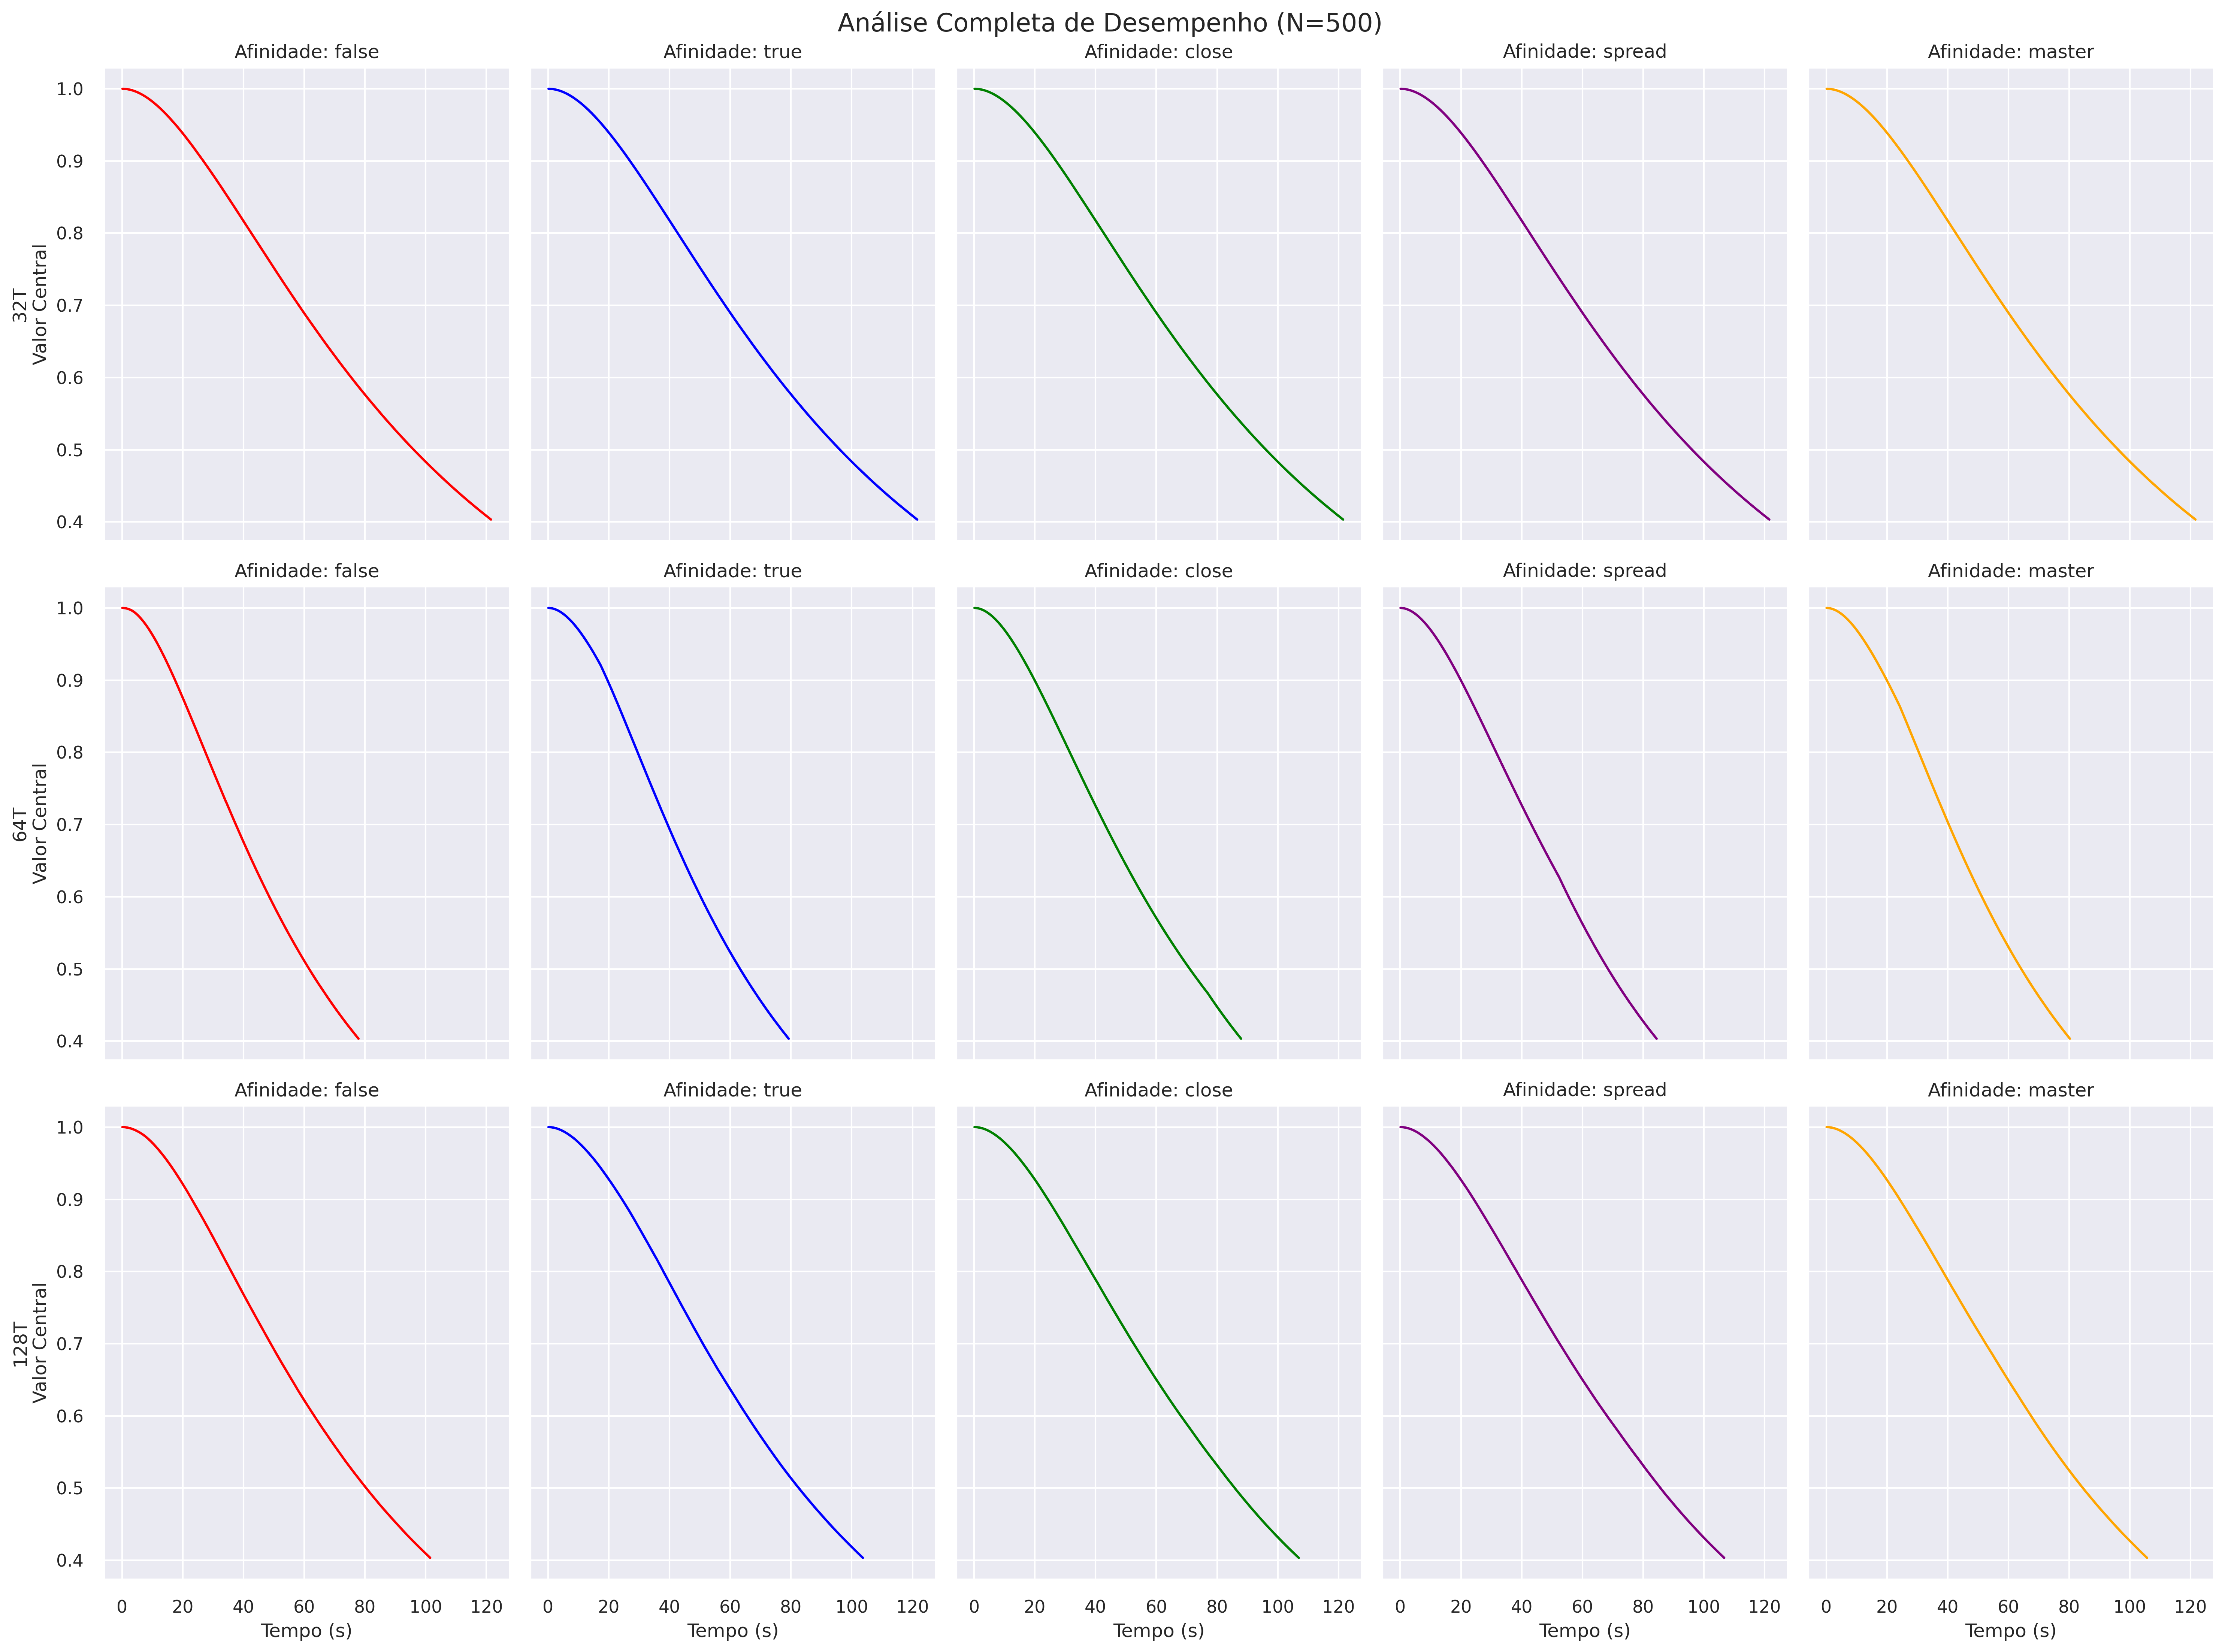 Análise Completa de Desempenho (N=500)
Afinidade: false
Afinidade: true
Afinidade: close
Afinidade: spread
Afinidade: master
32T
Valor Central
1.0
0.9
0.8
0.7
0.6
0.5
0.4
Afinidade: false
Afinidade: true
Afinidade: close
Afinidade: spread
Afinidade: master
64T
Valor Central
1.0
0.9
0.8
0.7
0.6
0.5
0.4
Afinidade: false
Afinidade: true
Afinidade: close
Afinidade: spread
Afinidade: master
128T
Valor Central
1.0
0.9
0.8
0.7
0.6
0.5
0.4
0 20 40 60 80 100 120
0 20 40 60 80 100 120
0 20 40 60 80 100 120
0 20 40 60 80 100 120
0 20 40 60 80 100 120
Tempo (s)
Tempo (s)
Tempo (s)
Tempo (s)
Tempo (s)